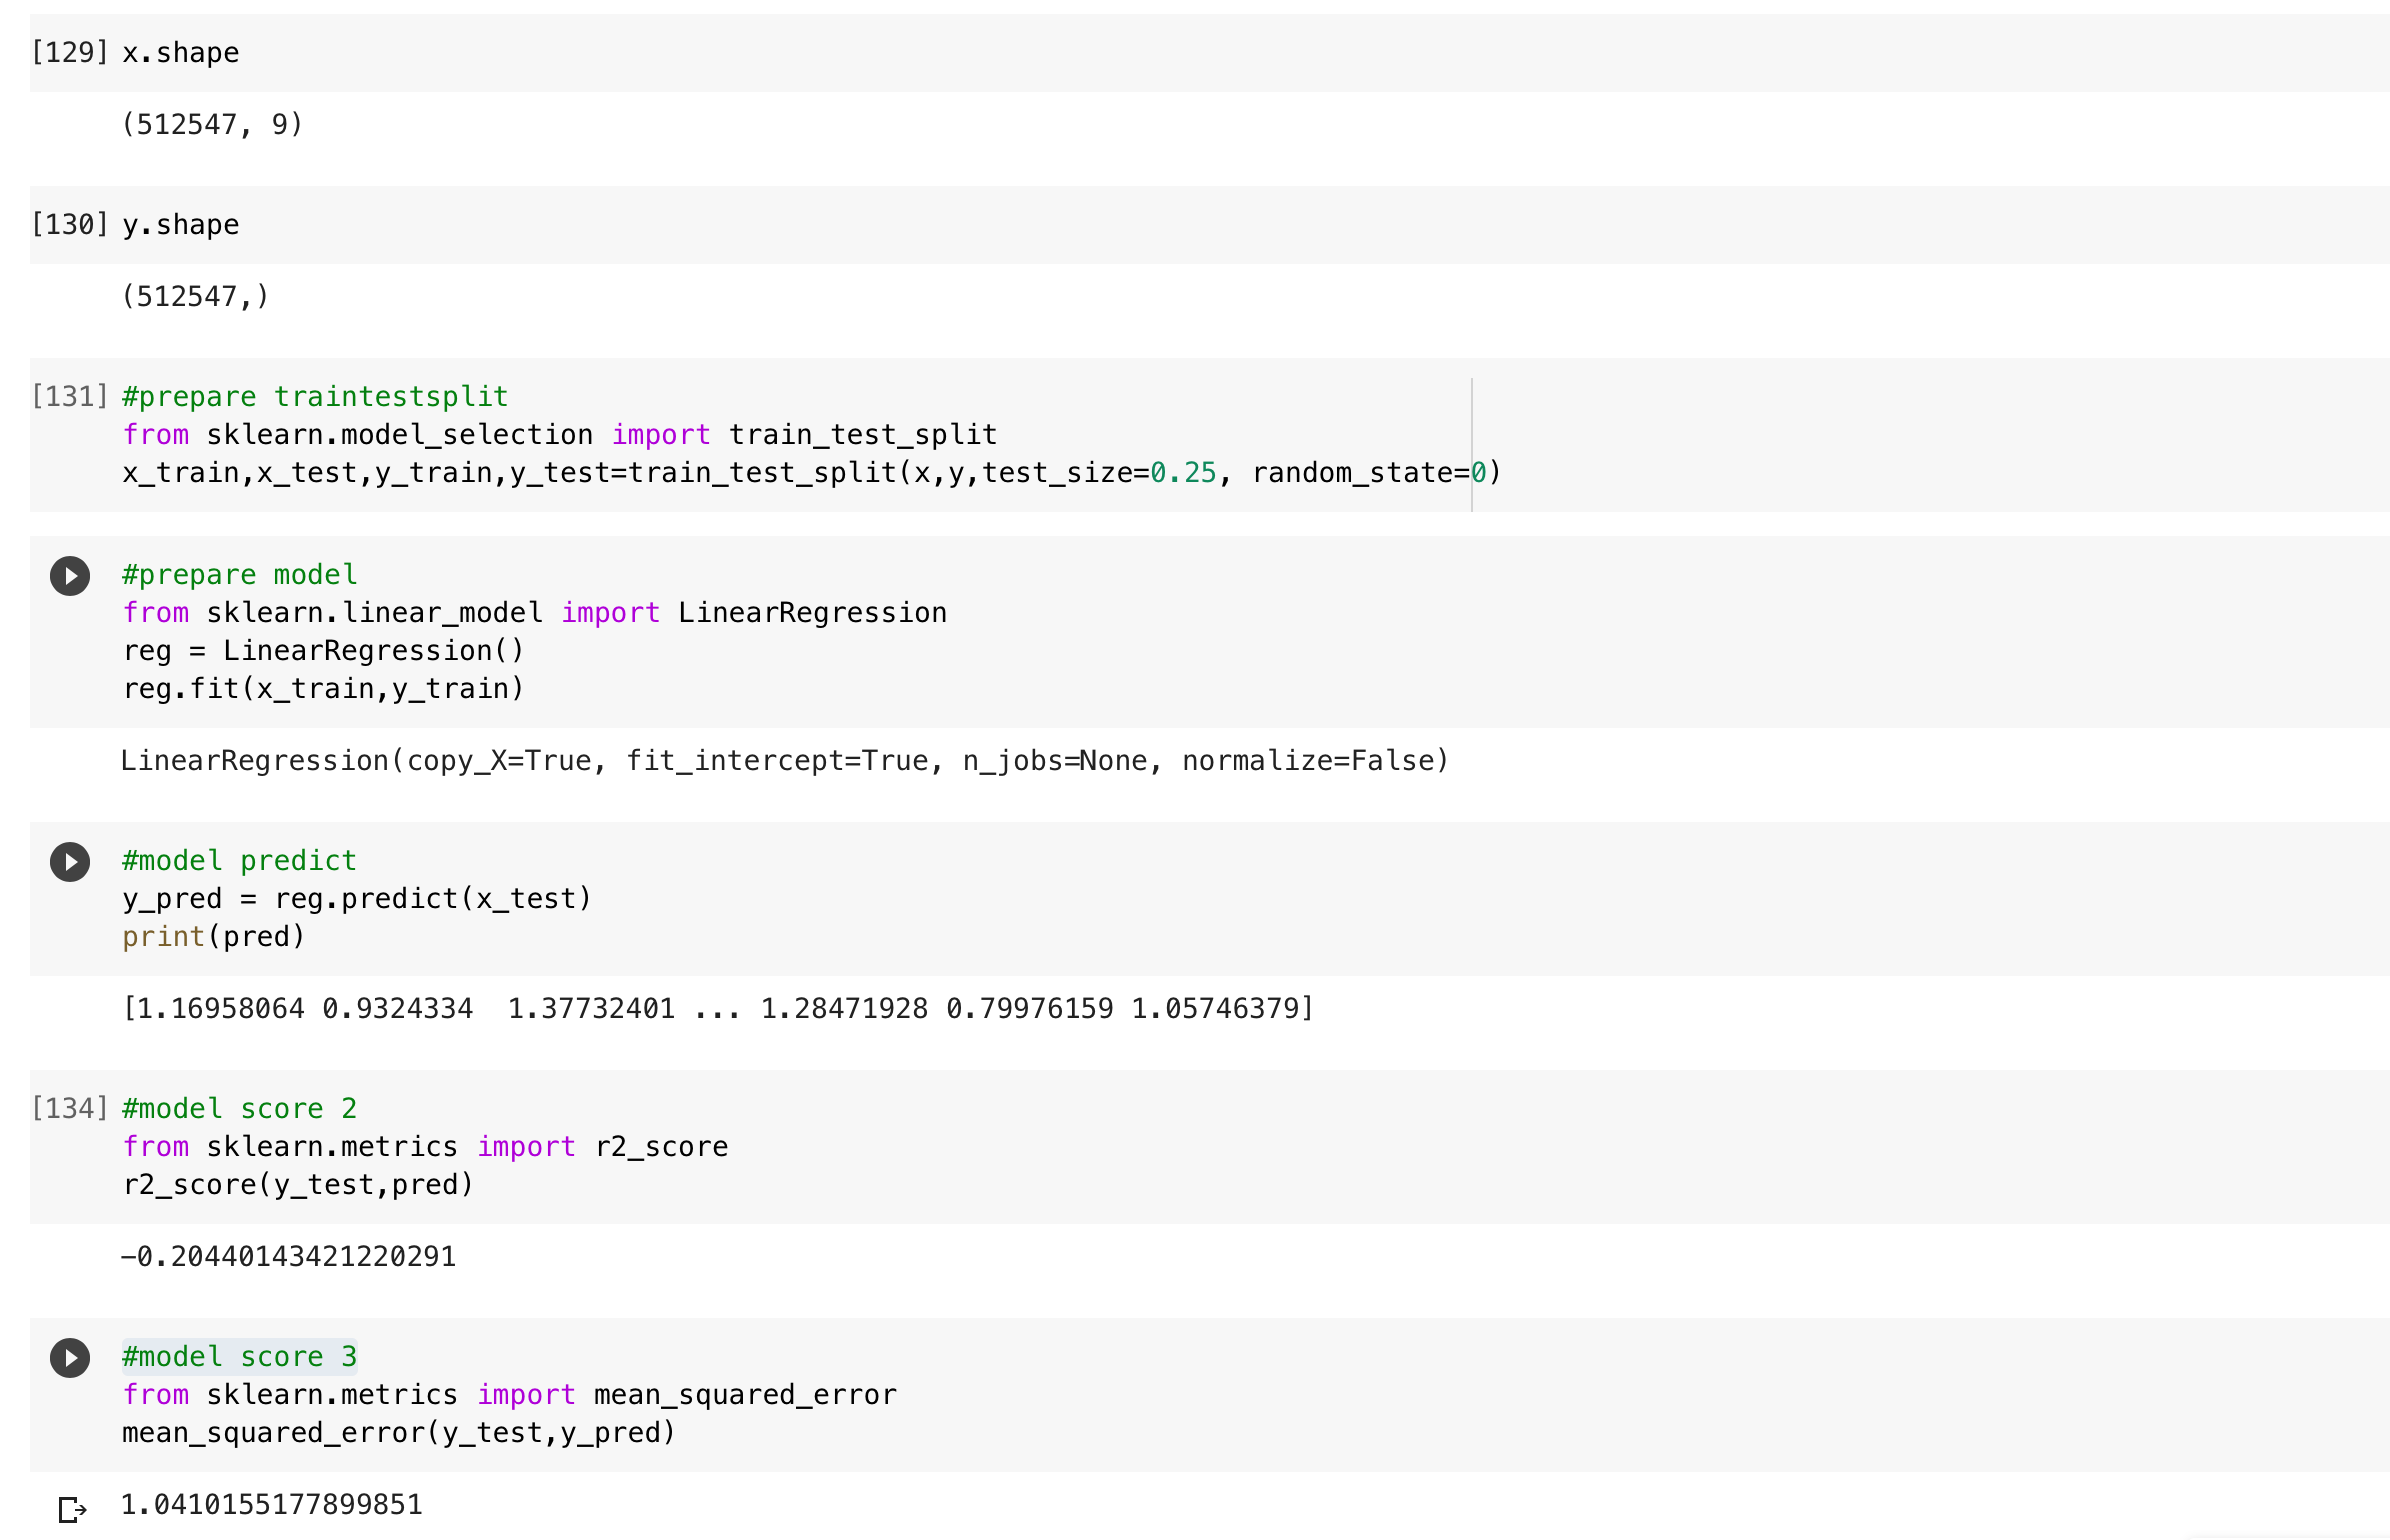 [129] x.shape
(512547, 9)
[130] y.shape
(512547,)
[131] #prepare traintestsplit
from sklearn.model_selection import train_test_split
x_train,x_test,y_train,y_test=train_test_split(x,y,test_size=0.25, random_state=0)
#prepare model
from sklearn.linear_model import LinearRegression
reg = LinearRegression()
reg.fit(x_train,y_train)
LinearRegression(copy_X=True, fit_intercept=True, n_jobs=None, normalize=False)
#model predict
y_pred = reg.predict(x_test)
print(pred)
[1.16958064 0.9324334  1.37732401 ... 1.28471928 0.79976159 1.05746379]
[134] #model score 2
from sklearn.metrics import r2_score
r2_score(y_test,pred)
-0.20440143421220291
#model score 3
from sklearn.metrics import mean_squared_error
mean_squared_error(y_test,y_pred)
1.0410155177899851